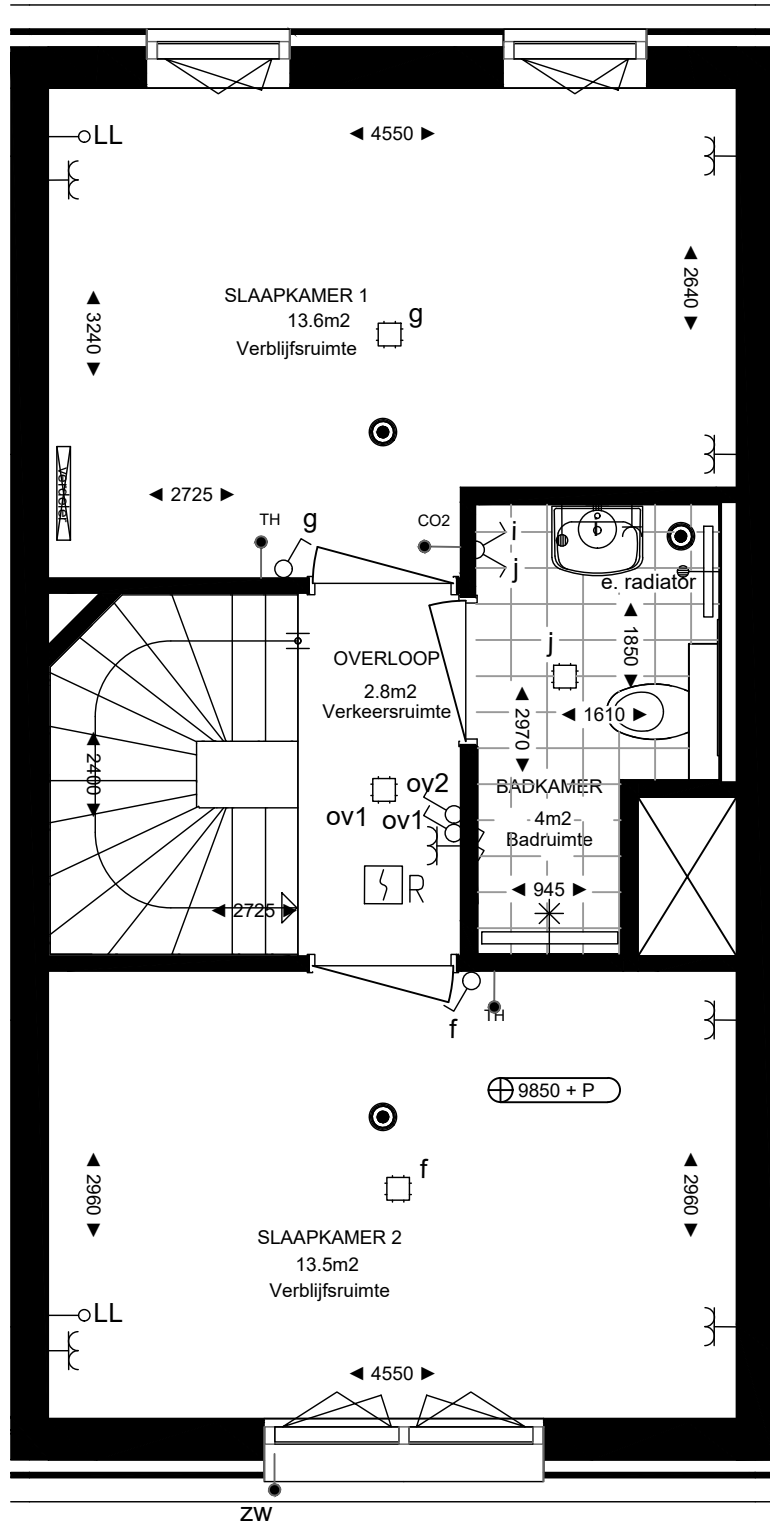 LL
4550
2640
3240
SLAAPKAMER 1
g
13.6m2
Verblijfsruimte
Verdeler
2725
TH
g
CO2
i
j
i
e. radiator
1850
j
OVERLOOP
2.8m2
Verkeersruimte
1610
2970
2400
BADKAMER
4m2
Badruimte
ov2
ov1
ov1
945
R
2725
f
TH
9850 + P
2960
2960
f
SLAAPKAMER 2
13.5m2
Verblijfsruimte
LL
4550
zw